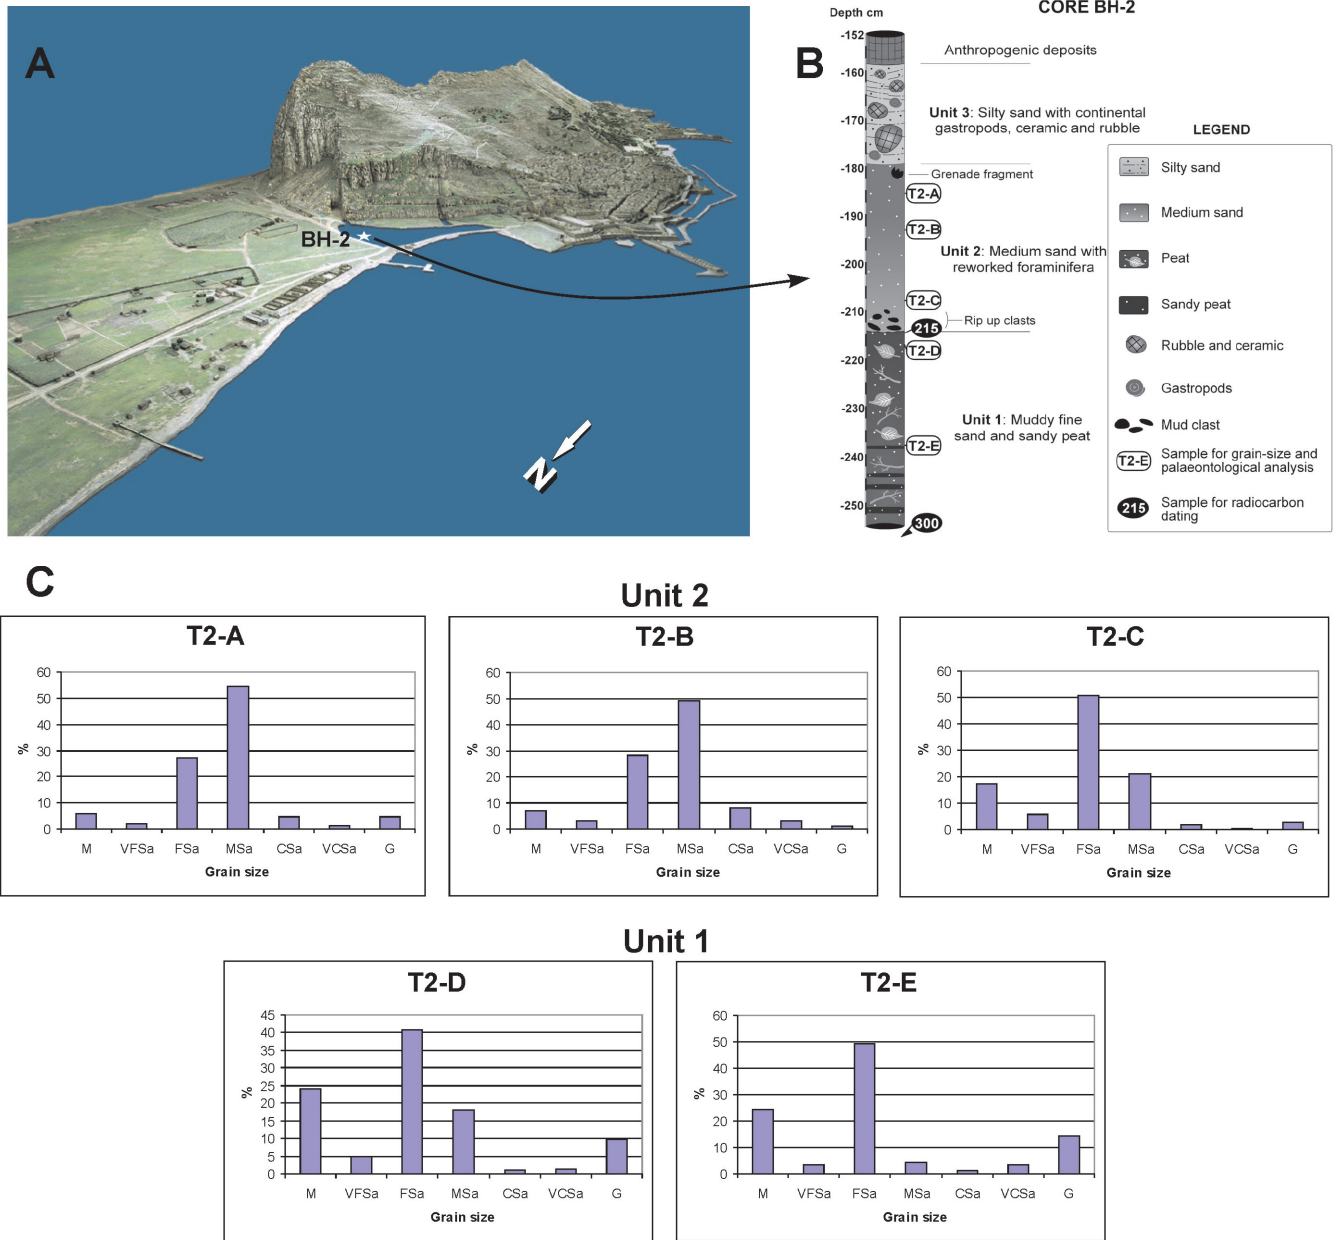 A
BH-2
N
B
CORE BH-2
Depth cm
-152
-160
-170
-180
-190
-200
-210
-220
-230
-240
-250
Anthropogenic deposits
Unit 3: Silty sand with continental
gastropods, ceramic and rubble
Grenade fragment
T2-A
T2-B
Unit 2: Medium sand with
reworked foraminifera
T2-C
Rip up clasts
215
T2-D
Unit 1: Muddy fine
sand and sandy peat
T2-E
300
LEGEND
Silty sand
Medium sand
Peat
Sandy peat
Rubble and ceramic
Gastropods
Mud clast
T2-E
Sample for grain-size and
palaeontological analysis
215
Sample for radiocarbon
dating
C
Unit 2
T2-A
60
50
40
30
20
10
0
%
M VFSa FSa MSa CSa VCSa G
Grain size
T2-B
60
50
40
30
20
10
0
%
M VFSa FSa MSa CSa VCSa G
Grain size
T2-C
60
50
40
30
20
10
0
%
M VFSa FSa MSa CSa VCSa G
Grain size
Unit 1
T2-D
45
40
35
30
25
20
15
10
5
0
%
M VFSa FSa MSa CSa VCSa G
Grain size
T2-E
60
50
40
30
20
10
0
%
M VFSa FSa MSa CSa VCSa G
Grain size